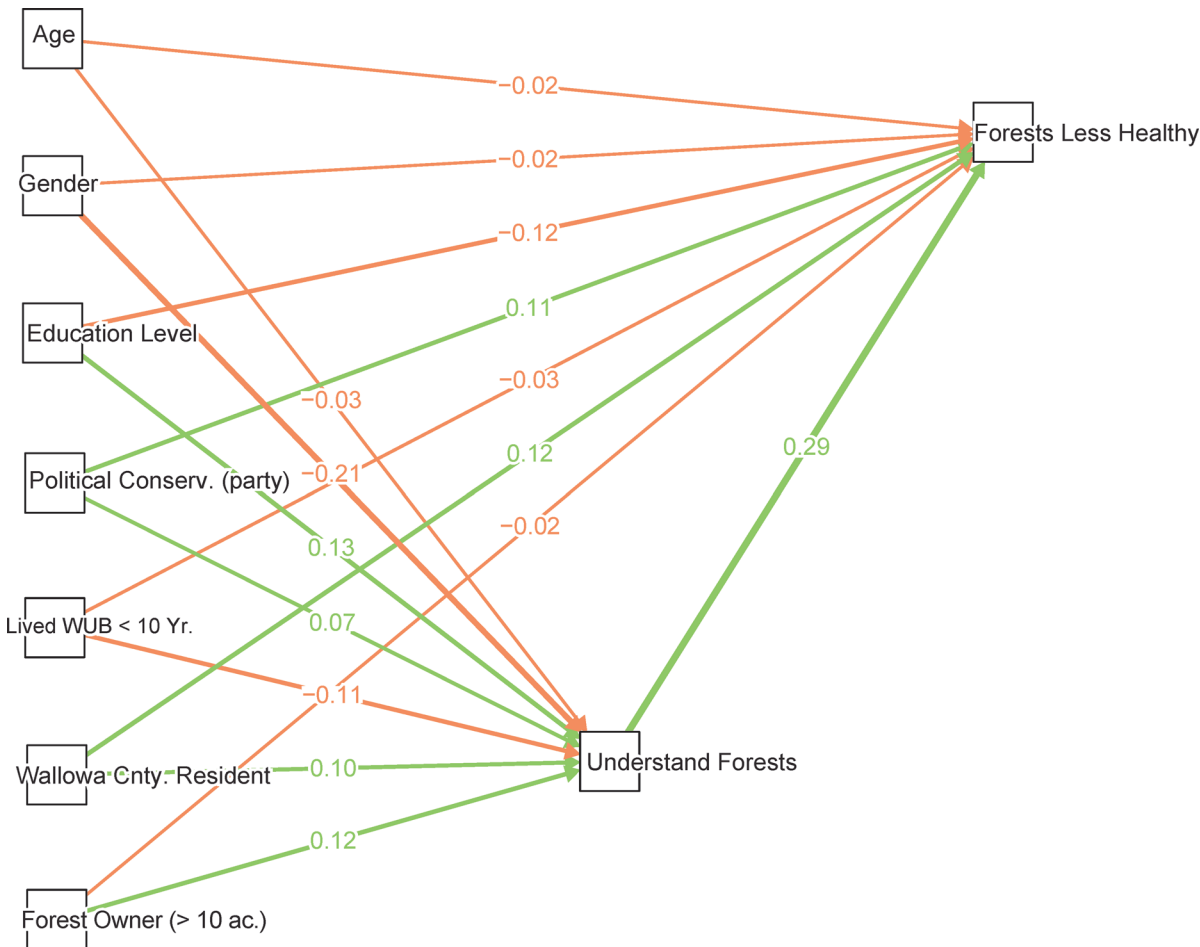 Age
−0.02
Forests Less Healthy
−0.02
Gender
−0.12
0.11
Education Level
−0.03
−0.03
0.29
0.12
−0.21
Political Conserv. (party)
−0.02
0.13
0.07
Lived WUB < 10 Yr.
−0.11
Understand Forests
0.10
Wallowa Cnty. Resident
0.12
Forest Owner (> 10 ac.)